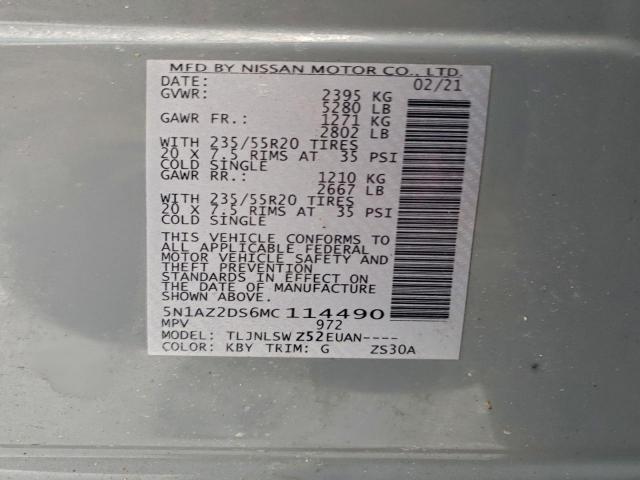 MFD BY NISSAN MOTOR CO., LTD.
DATE: 02/21
GVWR: 2395 KG
5280 LB
GAWR FR.: 1271 KG
2802 LB
WITH 235/55R20 TIRES
20 X 7.5 RIMS AT 35 PSI
COLD SINGLE
GAWR RR.: 1210 KG
2667 LB
WITH 235/55R20 TIRES
20 X 7.5 RIMS AT 35 PSI
COLD SINGLE
THIS VEHICLE CONFORMS TO
ALL APPLICABLE FEDERAL
MOTOR VEHICLE SAFETY AND
THEFT PREVENTION
STANDARDS IN EFFECT ON
THE DATE OF MANUFACTURE
SHOWN ABOVE.
5N1AZ2DS6MC 114490
MPV 972
MODEL: TLJNLSW Z52EUAN----
COLOR: KBY TRIM: G ZS30A